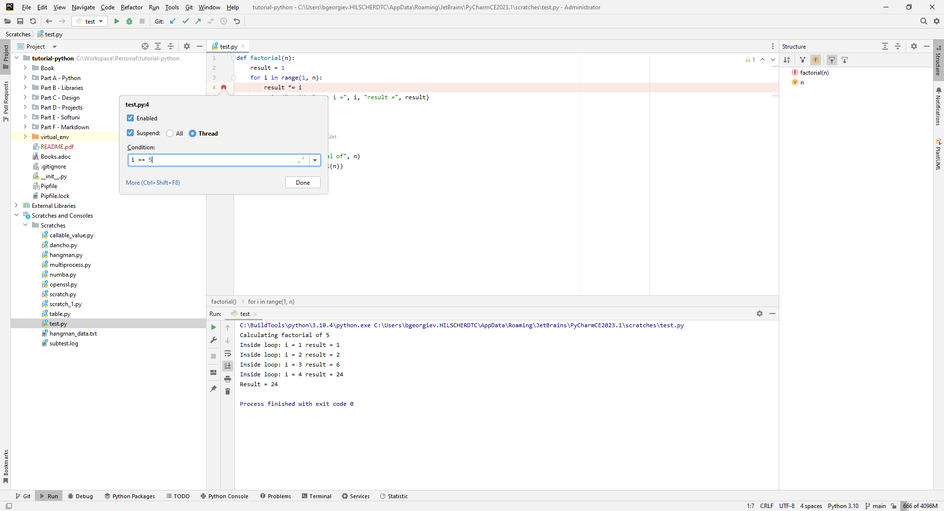 File Edit View Navigate Code Refactor Run Tools Git Window Help tutorial-python - C:\Users\bgeorgiev.HILSCHERDTC\AppData\Roaming\JetBrains\PyCharmCE2023.1\scratches\test.py - Administrator
test Git:
Scratches test.py
Project
test.py
Structure
tutorial-python C:\Workspace\Personal\tutorial-python
Book
Part A - Python
Part B - Libraries
Part C - Design
Part D - Projects
Part E - Softuni
Part F - Markdown
virtual_env
README.pdf
Books.adoc
.gitignore
__init__.py
Pipfile
Pipfile.lock
External Libraries
Scratches and Consoles
Scratches
callable_value.py
dancho.py
hangman.py
multiprocess.py
numba.py
openssl.py
scratch.py
scratch_1.py
table.py
test.py
hangman_data.txt
subtest.log
1 def factorial(n):
2 result = 1
3 for i in range(1, n):
4 result *= i
i =", i, "result =", result)
al of", n)
(n))
2 1
test.py:4
Enabled
Suspend: All Thread
Condition:
i == 5
More (Ctrl+Shift+F8) Done
factorial(n)
n
factorial() for i in range(1, n)
Run: test
C:\BuildTools\python\3.10.4\python.exe C:\Users\bgeorgiev.HILSCHERDTC\AppData\Roaming\JetBrains\PyCharmCE2023.1\scratches\test.py
Calculating factorial of 5
Inside loop: i = 1 result = 1
Inside loop: i = 2 result = 2
Inside loop: i = 3 result = 6
Inside loop: i = 4 result = 24
Result = 24
Process finished with exit code 0
Project
Pull Requests
Bookmarks
Structure
Notifications
PlantUML
Git Run Debug Python Packages TODO Python Console Problems Terminal Services Statistic
1:7 CRLF UTF-8 4 spaces Python 3.10 main 666 of 4096M